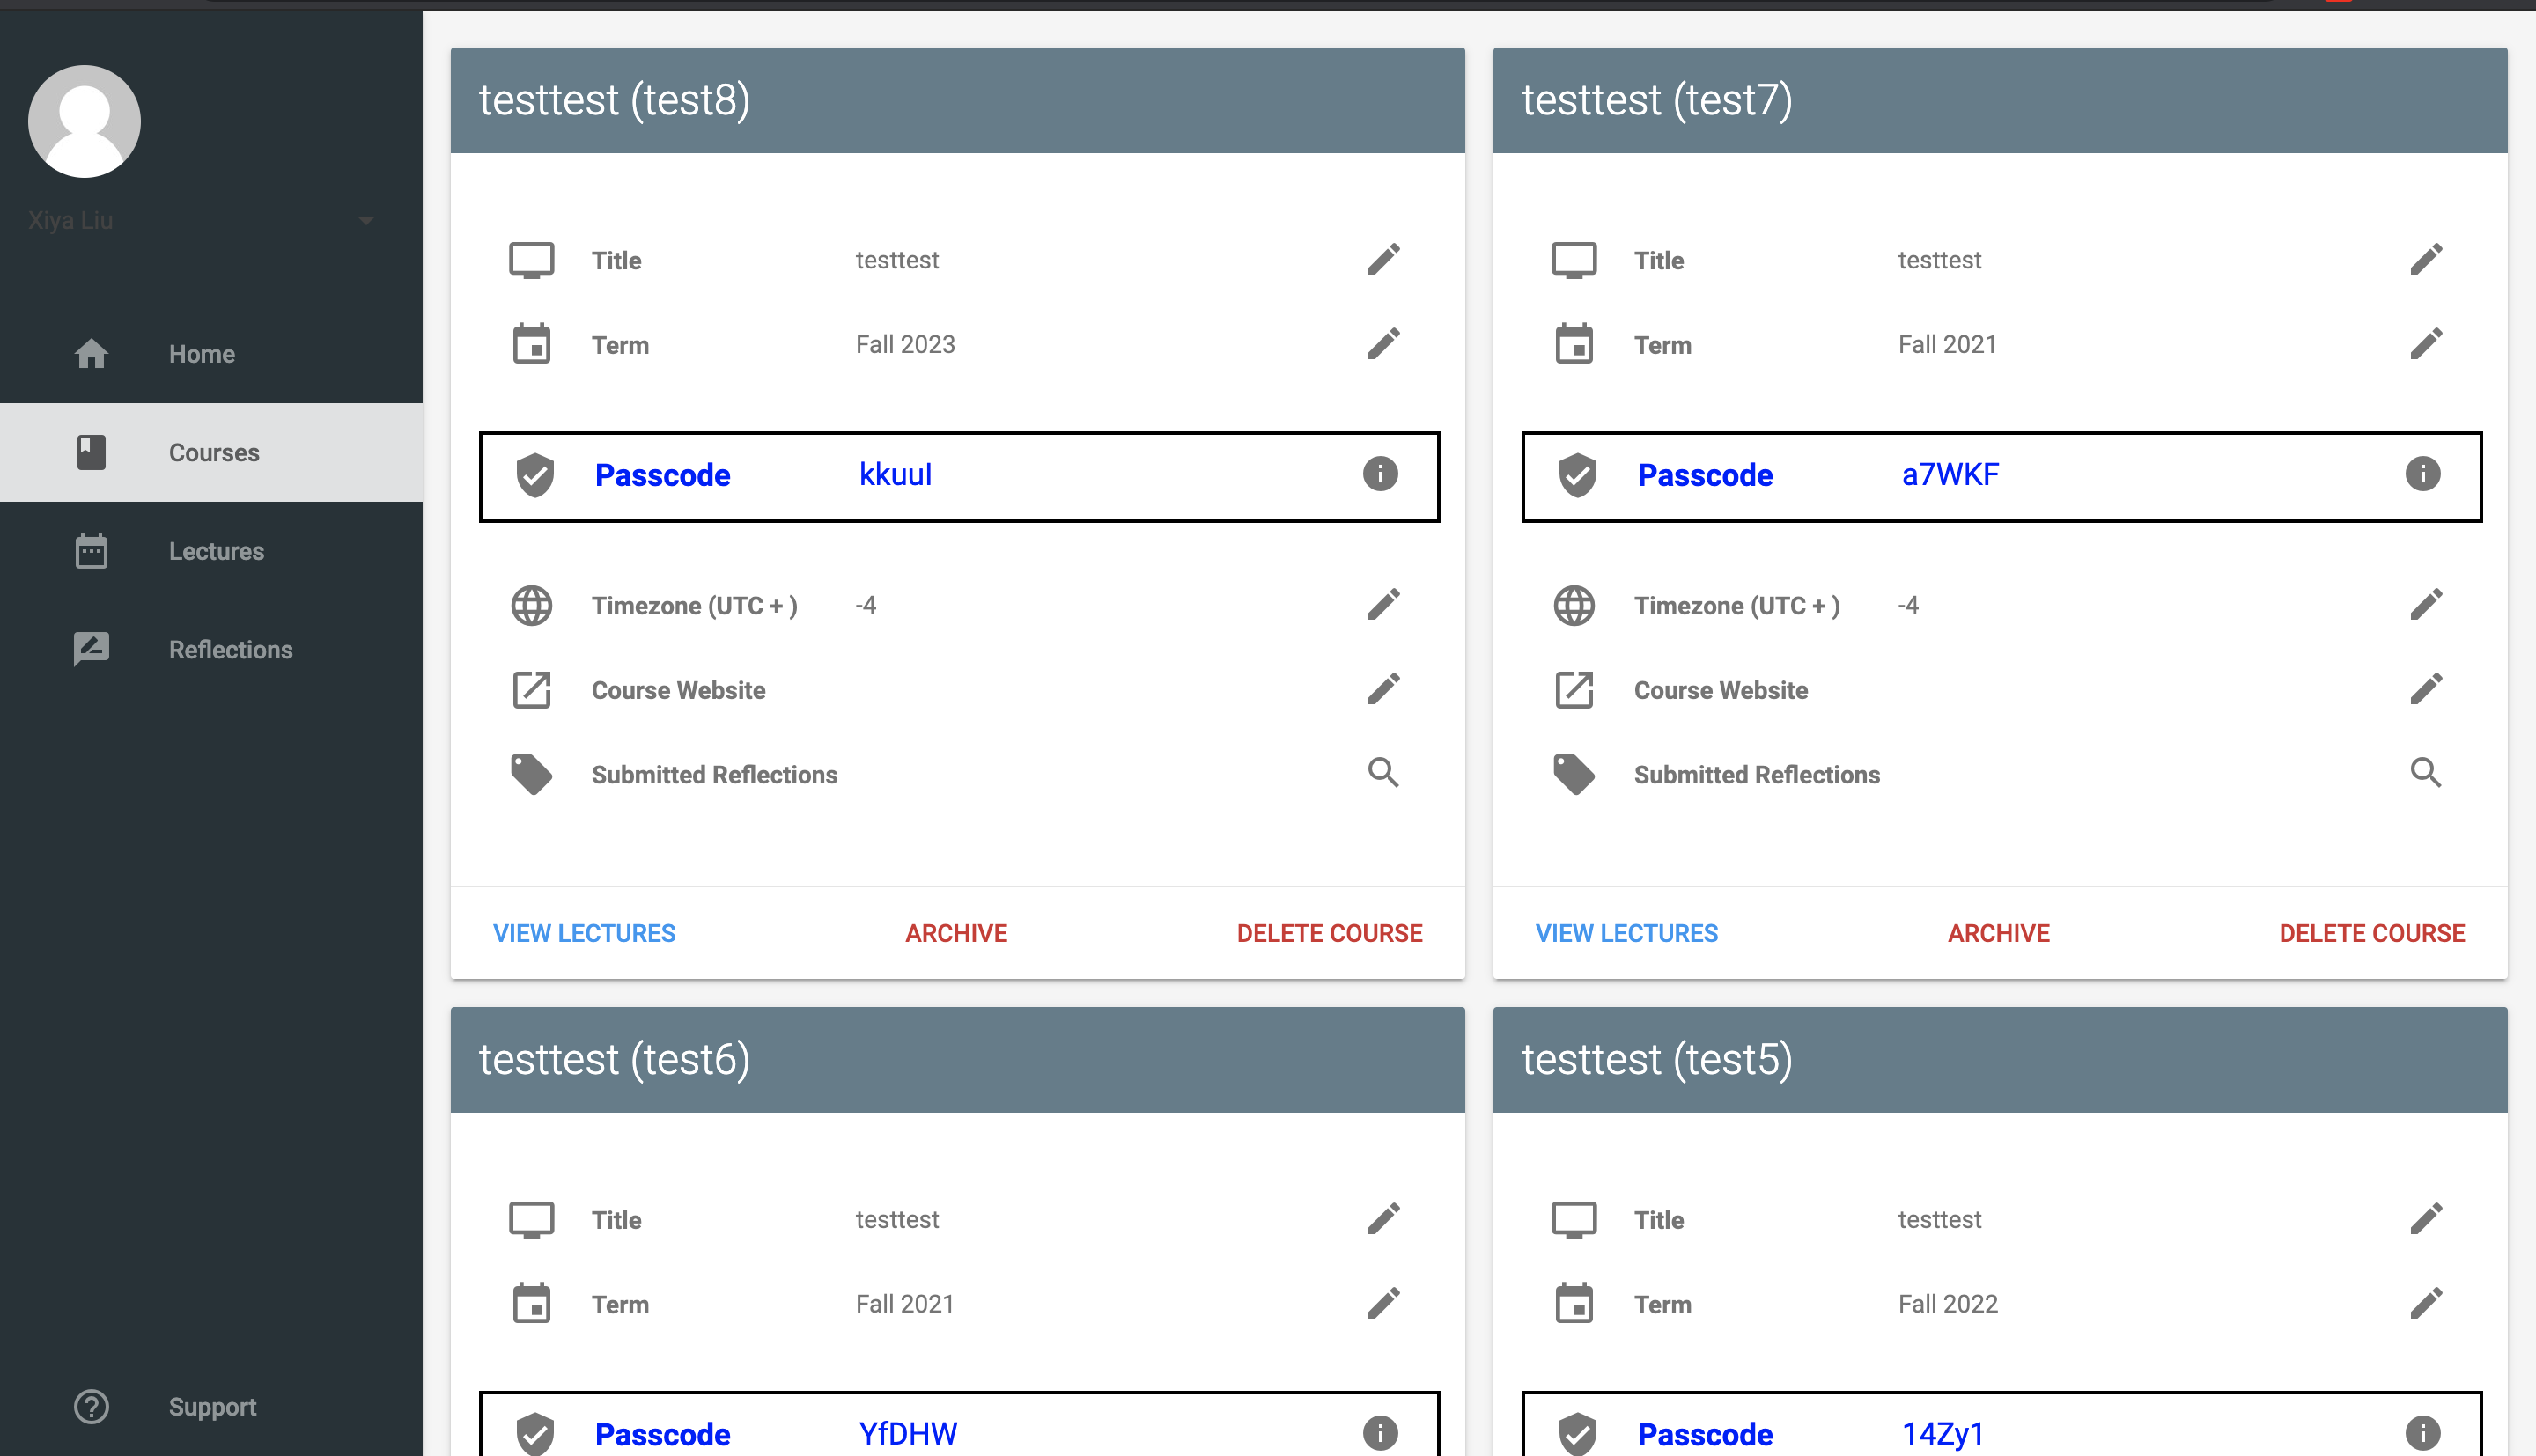 Xiya Liu
Home
Courses
Lectures
Reflections
Support
testtest (test8)
Title testtest
Term Fall 2023
Passcode kkuuI
Timezone (UTC + ) -4
Course Website
Submitted Reflections
VIEW LECTURES ARCHIVE DELETE COURSE
testtest (test7)
Title testtest
Term Fall 2021
Passcode a7WKF
Timezone (UTC + ) -4
Course Website
Submitted Reflections
VIEW LECTURES ARCHIVE DELETE COURSE
testtest (test6)
Title testtest
Term Fall 2021
Passcode YfDHW
testtest (test5)
Title testtest
Term Fall 2022
Passcode 14Zy1